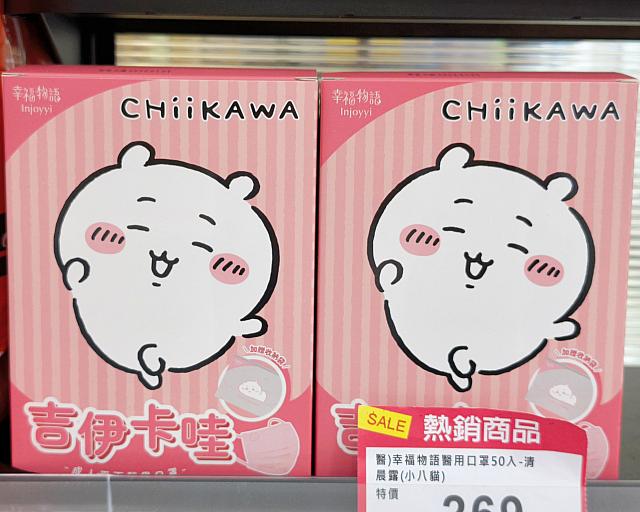 幸福物語
Injoyyi
CHiiKAWA
加贈收納袋
吉伊卡哇
幸福物語
Injoyyi
CHiiKAWA
加贈收納袋
吉
SALE
熱銷商品
醫)幸福物語醫用口罩50入-清
晨露(小八貓)
特價
269